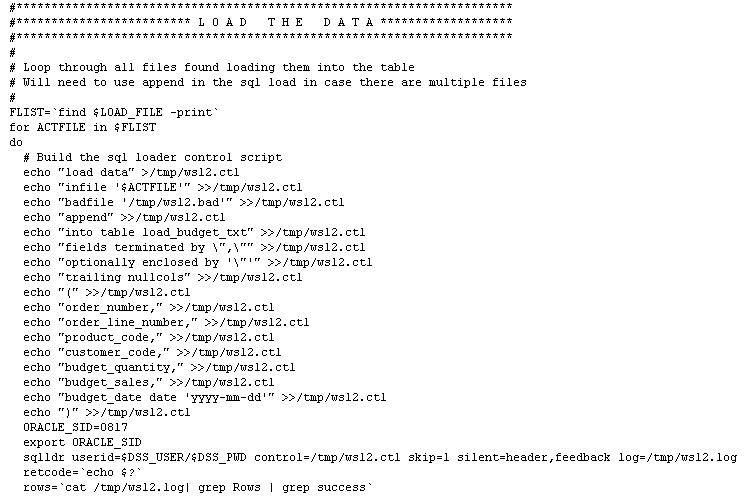 #***********************************************************************
#************************* L O A D   T H E   D A T A *******************
#***********************************************************************
#
# Loop through all files found loading them into the table
# Will need to use append in the sql load in case there are multiple files
#
FLIST=`find $LOAD_FILE -print`
for ACTFILE in $FLIST
do
  # Build the sql loader control script
  echo "load data" >/tmp/wsl2.ctl
  echo "infile '$ACTFILE'" >>/tmp/wsl2.ctl
  echo "badfile '/tmp/wsl2.bad'" >>/tmp/wsl2.ctl
  echo "append" >>/tmp/wsl2.ctl
  echo "into table load_budget_txt" >>/tmp/wsl2.ctl
  echo "fields terminated by \",\"" >>/tmp/wsl2.ctl
  echo "optionally enclosed by '\"'" >>/tmp/wsl2.ctl
  echo "trailing nullcols" >>/tmp/wsl2.ctl
  echo "(" >>/tmp/wsl2.ctl
  echo "order_number," >>/tmp/wsl2.ctl
  echo "order_line_number," >>/tmp/wsl2.ctl
  echo "product_code," >>/tmp/wsl2.ctl
  echo "customer_code," >>/tmp/wsl2.ctl
  echo "budget_quantity," >>/tmp/wsl2.ctl
  echo "budget_sales," >>/tmp/wsl2.ctl
  echo "budget_date date 'yyyy-mm-dd'" >>/tmp/wsl2.ctl
  echo ")" >>/tmp/wsl2.ctl
  ORACLE_SID=O817
  export ORACLE_SID
  sqlldr userid=$DSS_USER/$DSS_PWD control=/tmp/wsl2.ctl skip=1 silent=header,feedback log=/tmp/wsl2.log
  retcode=`echo $?`
  rows=`cat /tmp/wsl2.log| grep Rows | grep success`